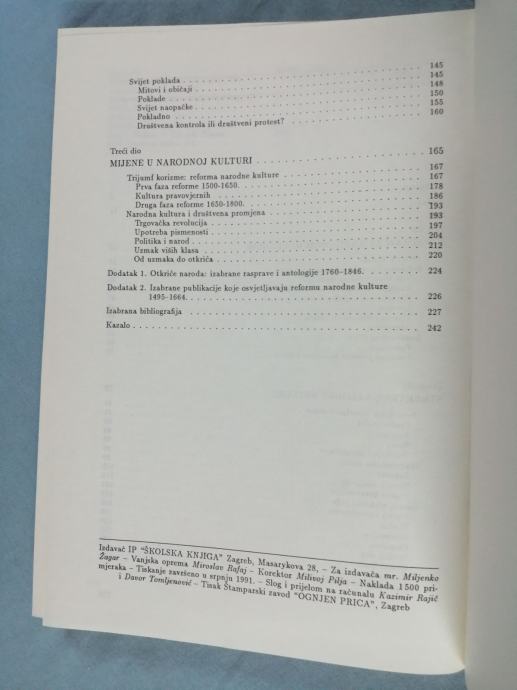 Svijet poklada 145
Mitovi i običaji 145
Poklade 148
Svijet naopačke 150
Pokladno 155
Društvena kontrola ili društveni protest? 160
Treći dio
MIJENE U NARODNOJ KULTURI 165
Trijumf korizme: reforma narodne kulture 167
Prva faza reforme 1500-1650. 167
Kultura pravovjernih 178
Druga faza reforme 1650-1800. 186
Narodna kultura i društvena promjena 193
Trgovačka revolucija 193
Upotreba pismenosti 197
Politika i narod 204
Uzmak viših klasa 212
Od uzmaka do otkrića 220
Dodatak 1. Otkriće naroda: izabrane rasprave i antologije 1760–1846. 224
Dodatak 2. Izabrane publikacije koje osvjetljavaju reformu narodne kulture
1495–1664. 226
Izabrana bibliografija 227
Kazalo 242
Izdavač IP "ŠKOLSKA KNJIGA" Zagreb, Masarykova 28, – Za izdavača mr. Miljenko
Žagar – Vanjska oprema Miroslav Rafaj – Korektor Milivoj Pilja – Naklada 1500 pri-
mjeraka – Tiskanje završeno u srpnju 1991. – Slog i prijelom na računalu Kazimir Rajič
i Davor Tomljenović – Tisak Štamparski zavod "OGNJEN PRICA", Zagreb